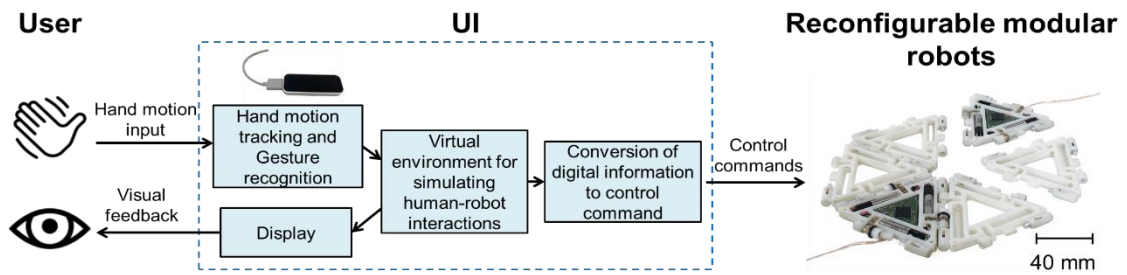 User
UI
Reconfigurable modular
robots
Hand motion
input
Hand motion
tracking and
Gesture
recognition
Virtual
environment for
simulating
human-robot
interactions
Conversion of
digital information
to control
command
Control
commands
Visual
feedback
Display
40 mm